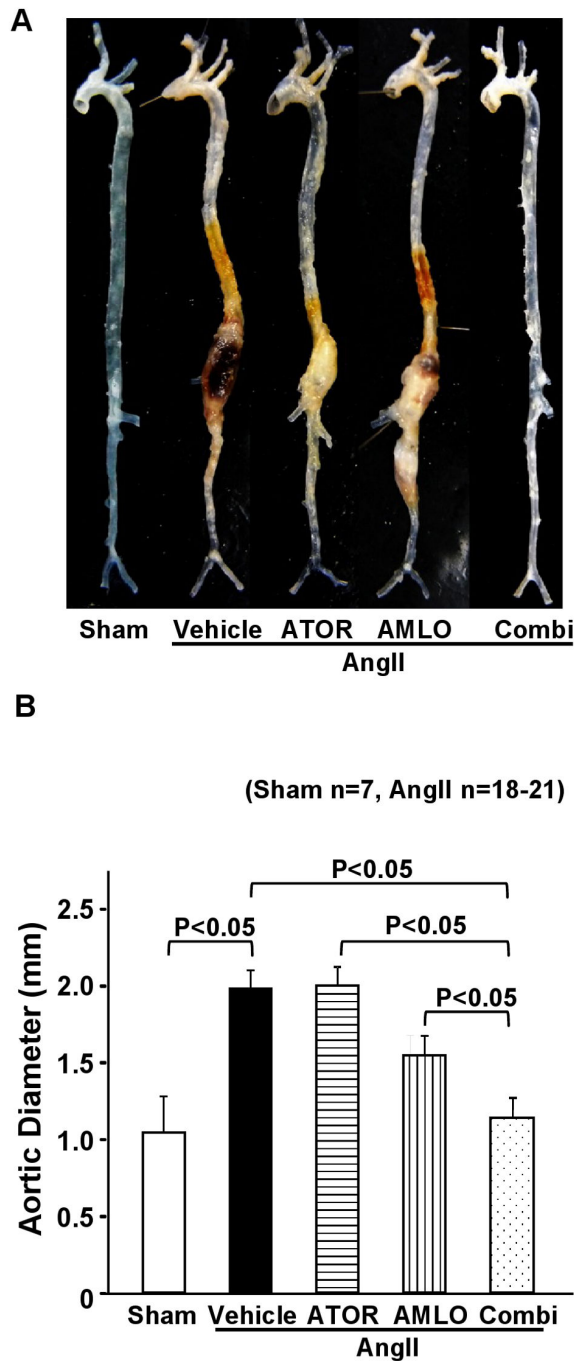 A
Sham Vehicle ATOR AMLO Combi
AngII
B
(Sham n=7, AngII n=18-21)
P<0.05
P<0.05 P<0.05
P<0.05
Aortic Diameter (mm)
2.5
2.0
1.5
1.0
0.5
0
Sham Vehicle ATOR AMLO Combi
AngII